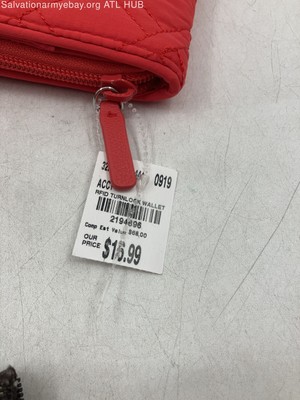 Salvationarmyebay.org ATL HUB
0919
RFID TURNLOCK WALLET
2194696
Comp Est Value $68.00
OUR
PRICE
$16.99